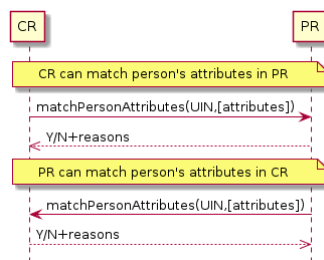 CR PR
CR can match person's attributes in PR
matchPersonAttributes(UIN,[attributes])
Y/N+reasons
PR can match person's attributes in CR
matchPersonAttributes(UIN,[attributes])
Y/N+reasons